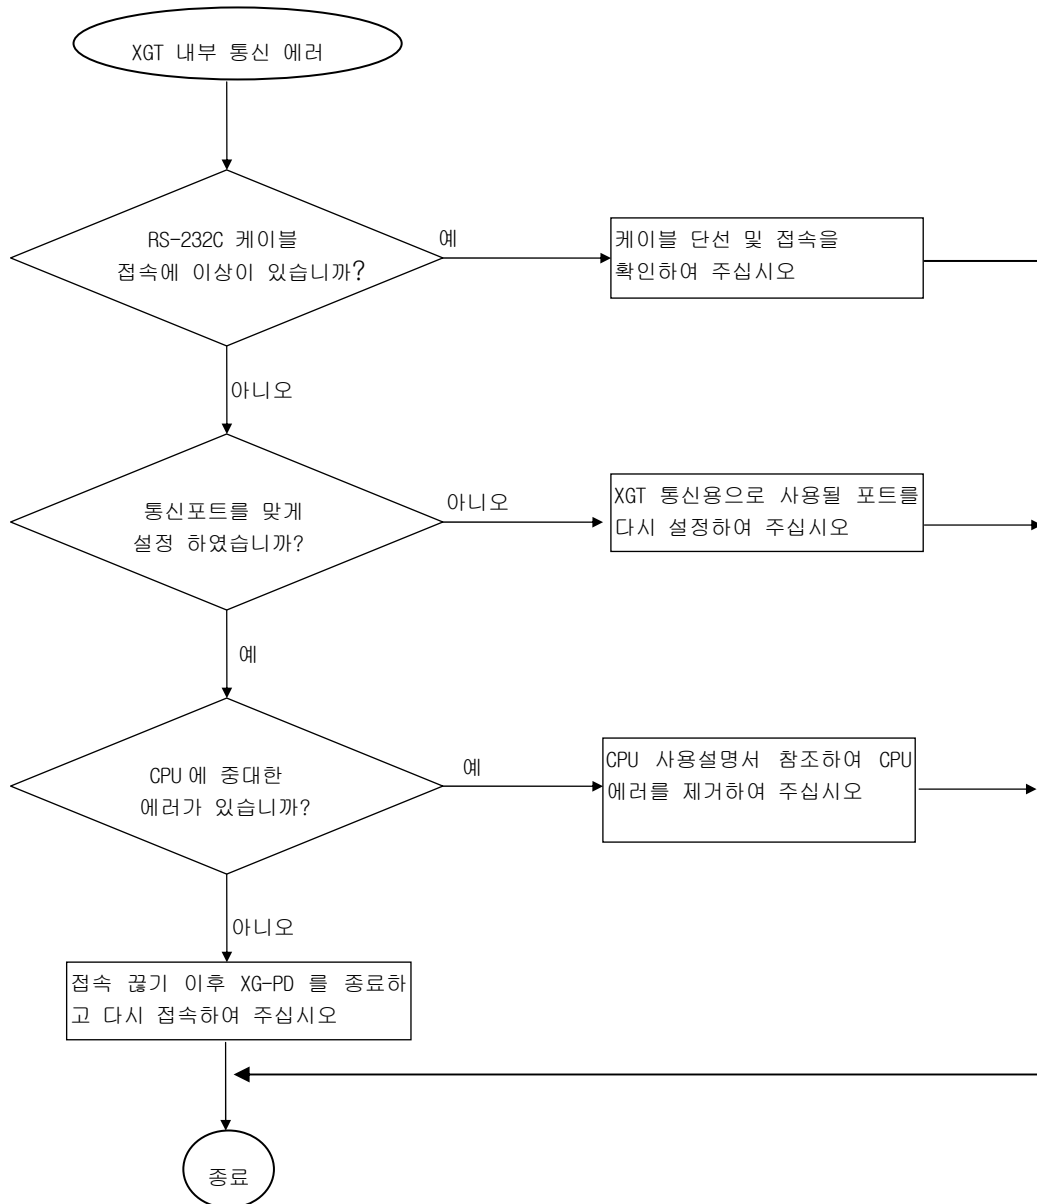 XGT 내부 통신 에러
RS-232C 케이블
접속에 이상이 있습니까?
예
케이블 단선 및 접속을
확인하여 주십시오
아니오
통신포트를 맞게
설정 하였습니까?
아니오
XGT 통신용으로 사용될 포트를
다시 설정하여 주십시오
예
CPU에 중대한
에러가 있습니까?
예
CPU 사용설명서 참조하여 CPU
에러를 제거하여 주십시오
아니오
접속 끊기 이후 XG-PD 를 종료하
고 다시 접속하여 주십시오
종료